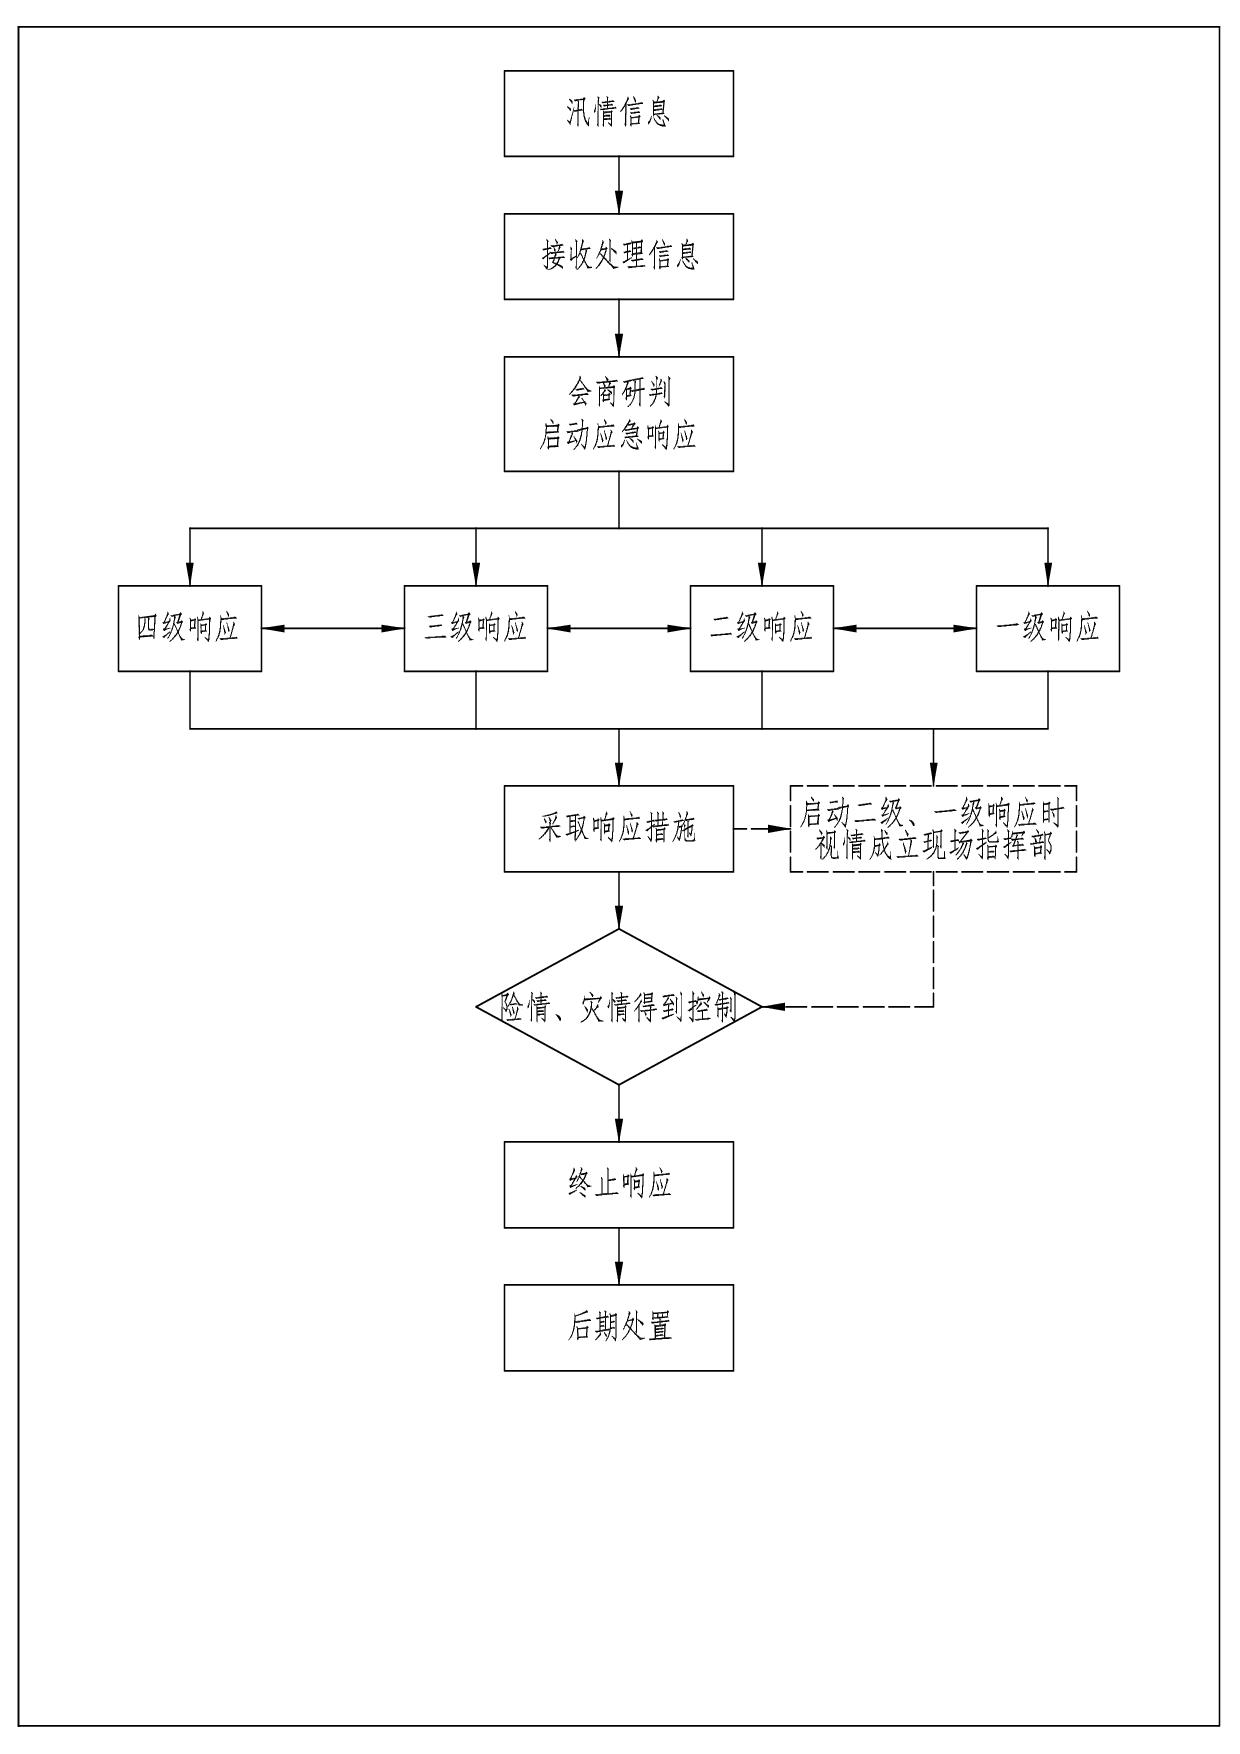 汛情信息
接收处理信息
会商研判
启动应急响应
四级响应
三级响应
二级响应
一级响应
采取响应措施
启动二级、一级响应时
视情成立现场指挥部
险情、灾情得到控制
终止响应
后期处置